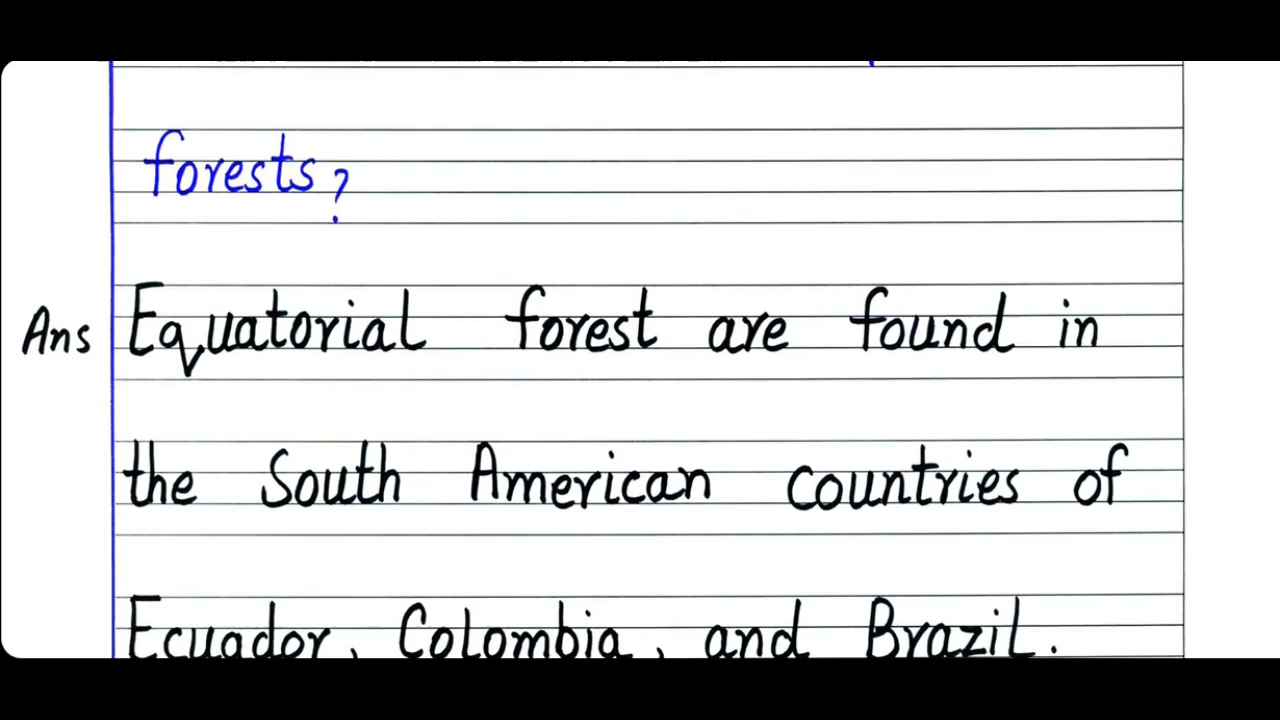 forests?
Ans Equatorial forest are found in
the South American countries of
Ecuador, Colombia, and Brazil.